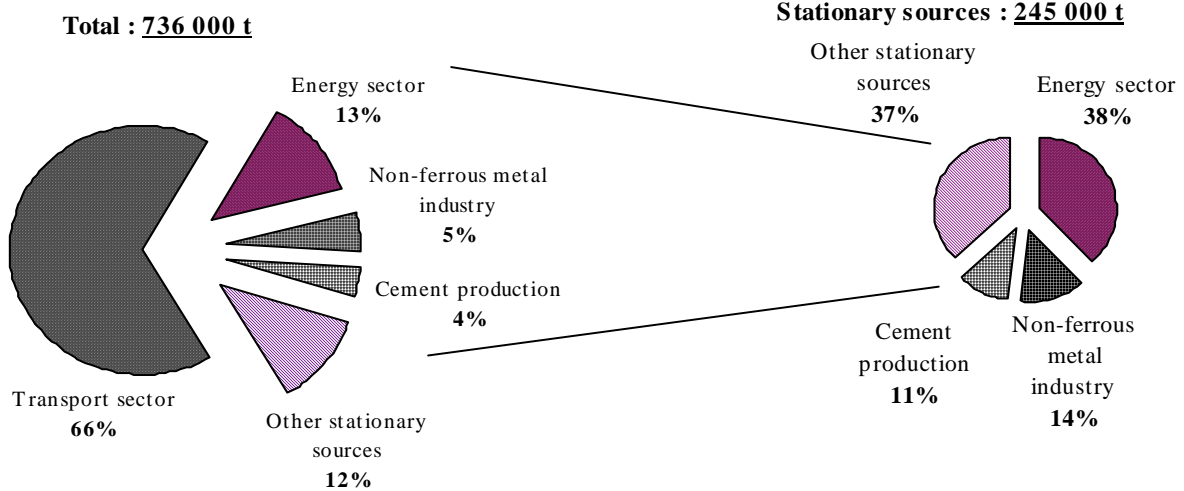 Total : 736 000 t
Energy sector
13%
Non-ferrous metal
industry
5%
Cement production
4%
Other stationary
sources
12%
Transport sector
66%
Stationary sources : 245 000 t
Other stationary
sources
37%
Energy sector
38%
Cement
production
11%
Non-ferrous
metal
industry
14%